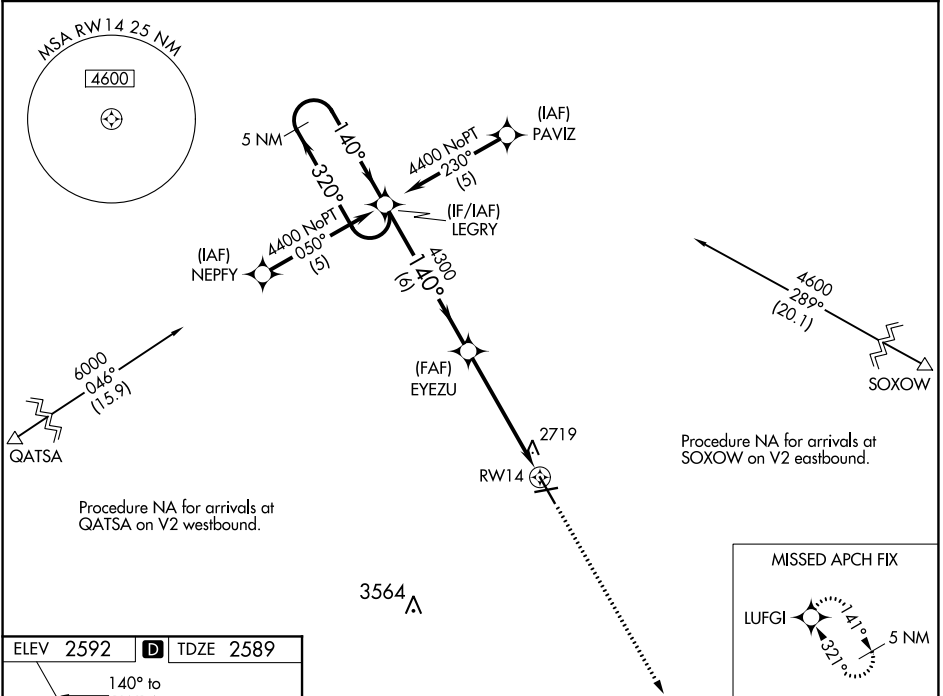 MSA RW14 25 NM
4600
5 NM
140°
320°
4400 NoPT
230°
(5)
(IAF)
PAVIZ
(IF/IAF)
LEGRY
4400 NoPT
050°
(5)
(IAF)
NEPFY
4300
140°
(6)
(FAF)
EYEZU
6000
046°
(15.9)
QATSA
4600
289°
(20.1)
SOXOW
2719
RW14
Procedure NA for arrivals at
SOXOW on V2 eastbound.
Procedure NA for arrivals at
QATSA on V2 westbound.
3564
MISSED APCH FIX
LUFGI
141°
321°
5 NM
ELEV 2592 D TDZE 2589
140° to